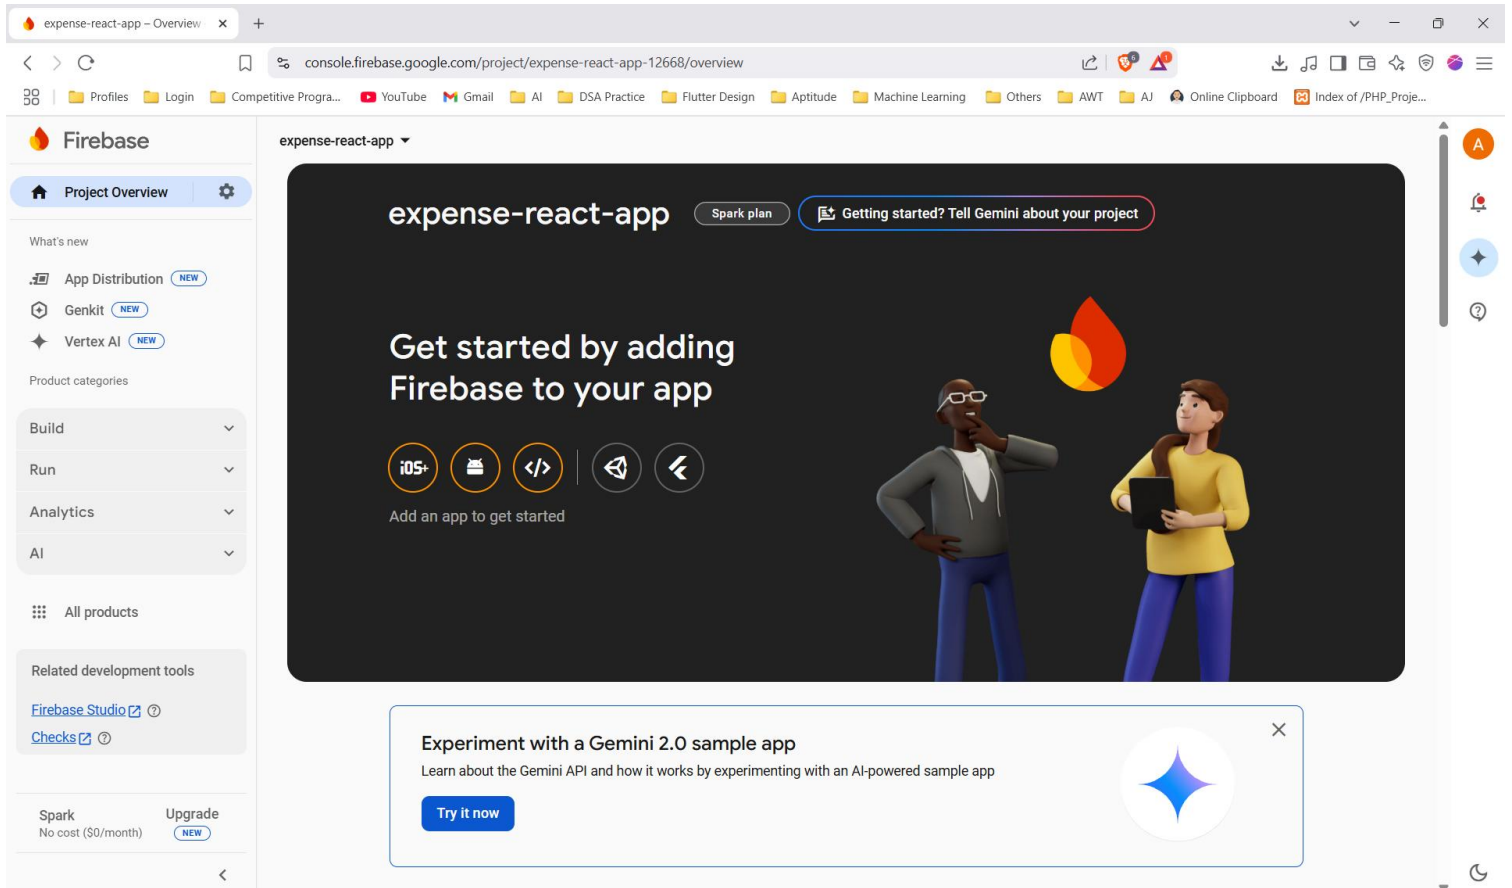 expense-react-app – Overview
console.firebase.google.com/project/expense-react-app-12668/overview
6
1
Profiles
Login
Competitive Progra...
YouTube
Gmail
AI
DSA Practice
Flutter Design
Aptitude
Machine Learning
Others
AWT
AJ
Online Clipboard
Index of /PHP_Proje...
Firebase
expense-react-app
A
Project Overview
expense-react-app
Spark plan
Getting started? Tell Gemini about your project
What's new
App Distribution NEW
Genkit NEW
Vertex AI NEW
Product categories
Build
Run
Analytics
AI
All products
Related development tools
Firebase Studio
Checks
Spark
No cost ($0/month)
Upgrade
NEW
Get started by adding
Firebase to your app
iOS+
</>
Add an app to get started
Experiment with a Gemini 2.0 sample app
Learn about the Gemini API and how it works by experimenting with an AI-powered sample app
Try it now